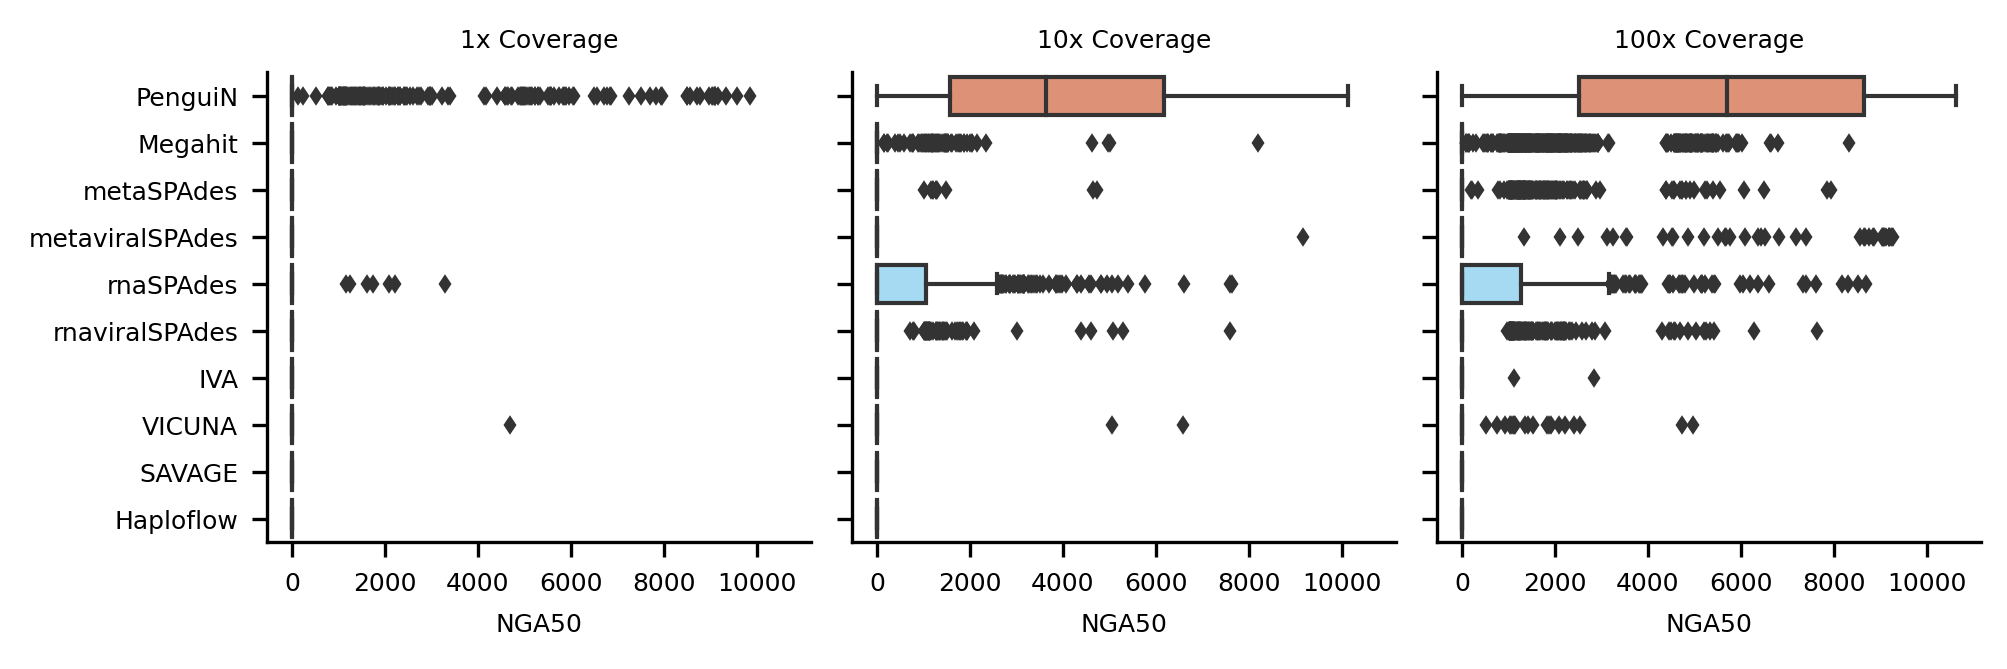 1x Coverage
10x Coverage
100x Coverage
PenguiN
Megahit
metaSPAdes
metaviralSPAdes
rnaSPAdes
rnaviralSPAdes
IVA
VICUNA
SAVAGE
Haploflow
0 2000 4000 6000 8000 10000
0 2000 4000 6000 8000 10000
0 2000 4000 6000 8000 10000
NGA50
NGA50
NGA50